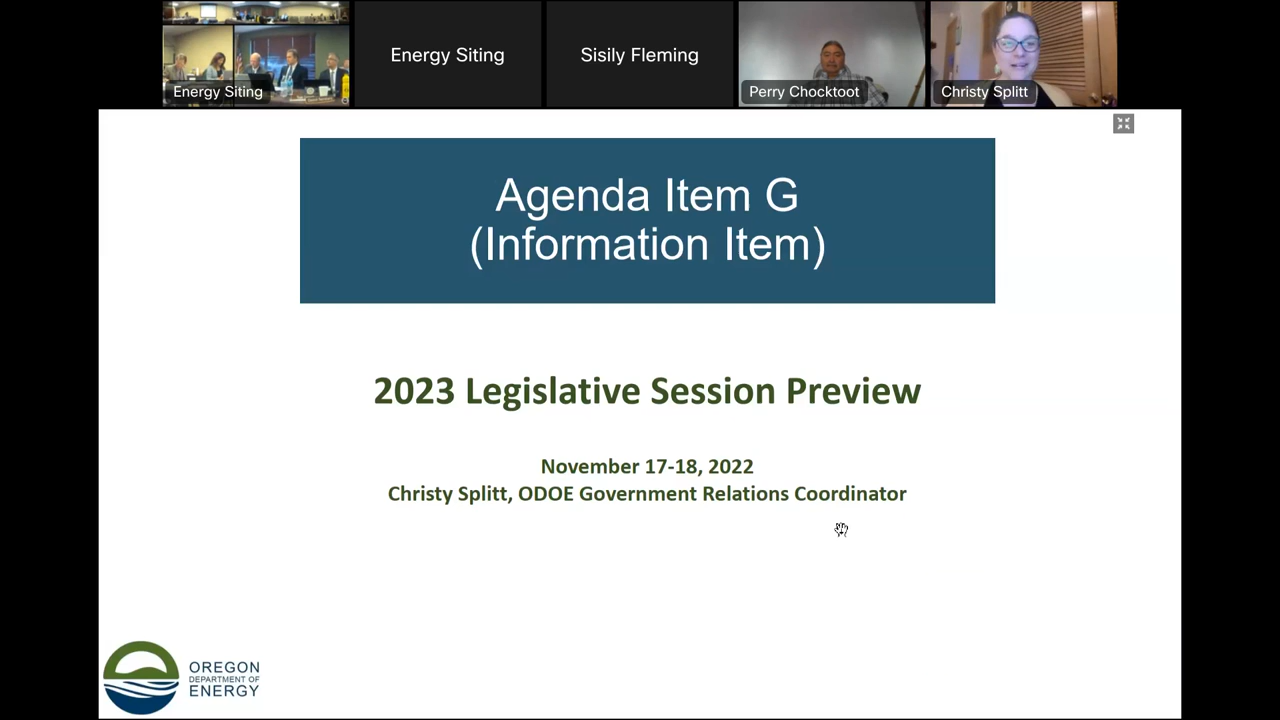 Energy Siting
Energy Siting
Sisily Fleming
Perry Chocktoot
Christy Splitt
Agenda Item G
(Information Item)
2023 Legislative Session Preview
November 17-18, 2022
Christy Splitt, ODOE Government Relations Coordinator
OREGON
DEPARTMENT OF
ENERGY